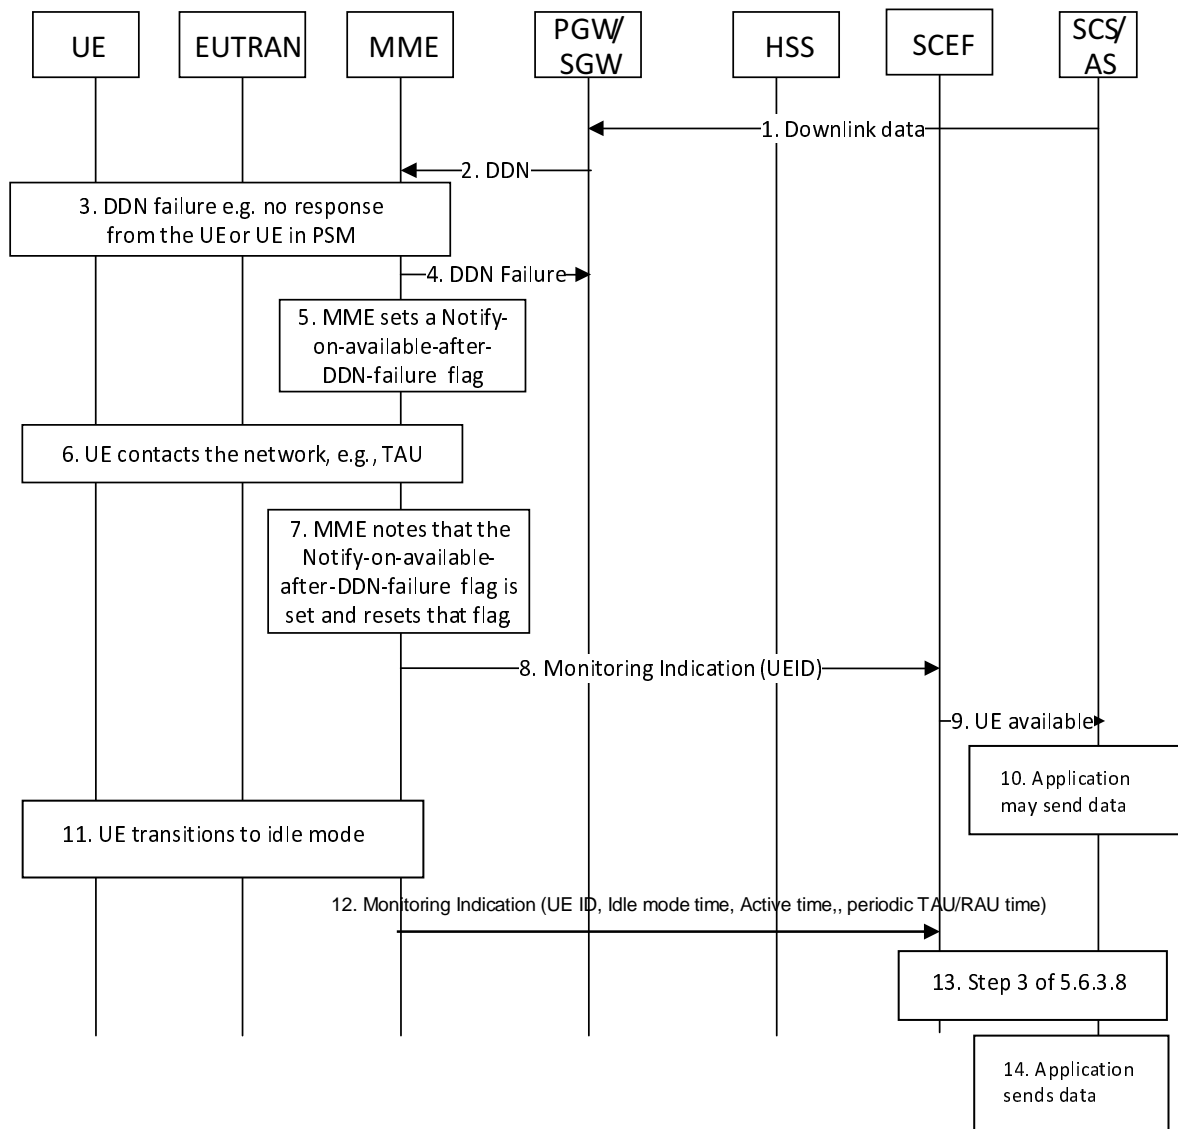 UE
EUTRAN
MME
PGW/
SGW
HSS
SCEF
SCS/
AS
1. Downlink data
2. DDN
3. DDN failure e.g. no response
from the UE or UE in PSM
4. DDN Failure
5. MME sets a Notify-
on-available-after-
DDN-failure flag
6. UE contacts the network, e.g., TAU
7. MME notes that the
Notify-on-available-
after-DDN-failure flag is
set and resets that flag.
8. Monitoring Indication (UEID)
9. UE available
10. Application
may send data
11. UE transitions to idle mode
12. Monitoring Indication (UE ID, Idle mode time, Active time,, periodic TAU/RAU time)
13. Step 3 of 5.6.3.8
14. Application
sends data